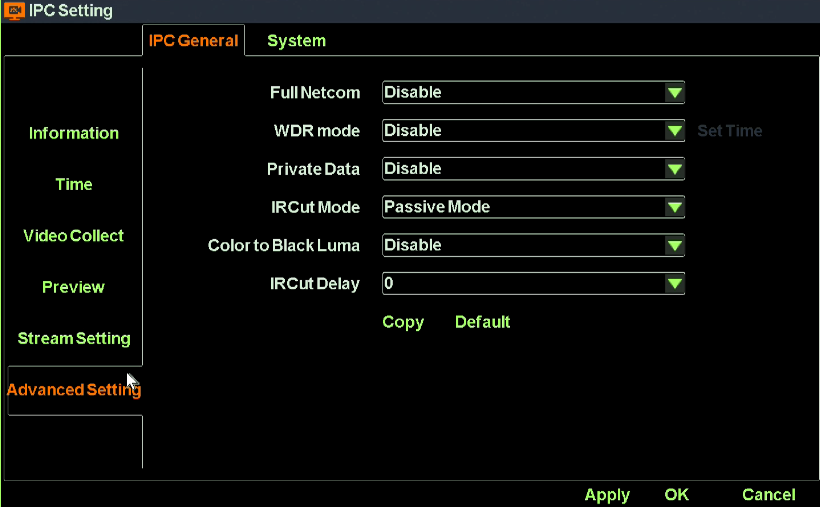 IPC Setting
IPC General
System
Information
Time
Video Collect
Preview
Stream Setting
Advanced Setting
Full Netcom Disable
WDR mode Disable Set Time
Private Data Disable
IRCut Mode Passive Mode
Color to Black Luma Disable
IRCut Delay 0
Copy Default
Apply OK Cancel